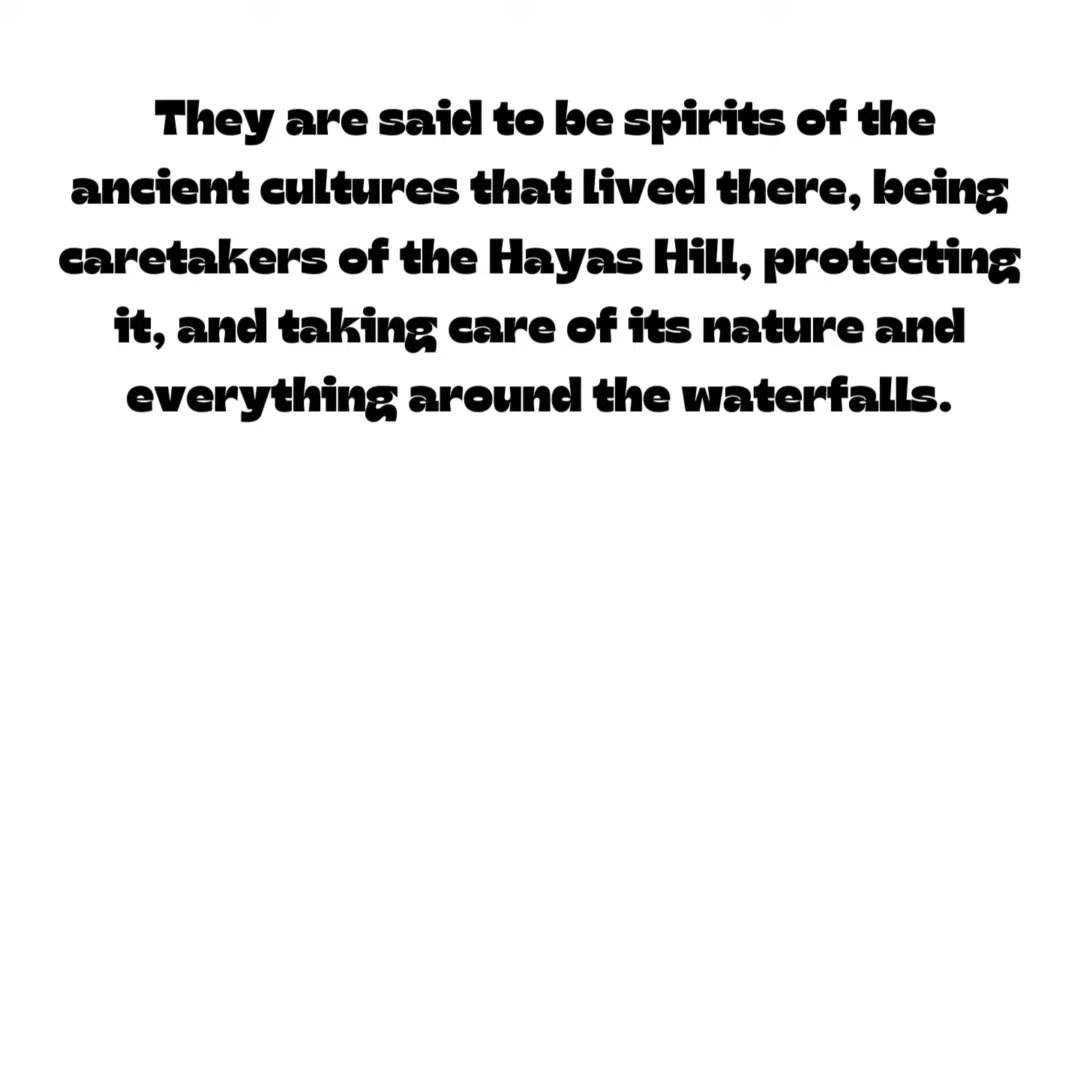 They are said to be spirits of the
ancient cultures that lived there, being
caretakers of the Hayas Hill, protecting
it, and taking care of its nature and
everything around the waterfalls.